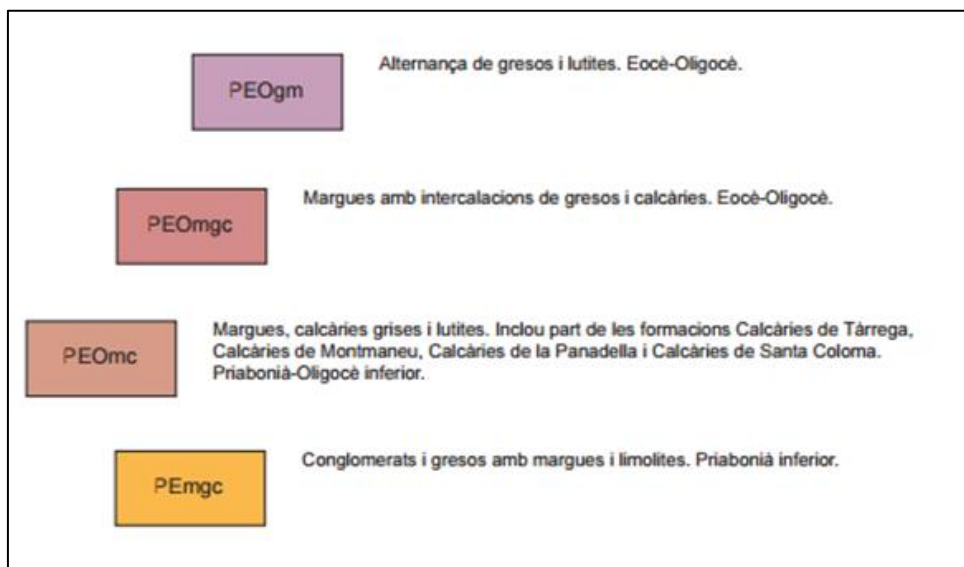 PEOgm
Alternança de gresos i lutites. Eocè-Oligocè.
PEOmgc
Margues amb intercalacions de gresos i calcàries. Eocè-Oligocè.
PEOmc
Margues, calcàries grises i lutites. Inclou part de les formacions Calcàries de Tàrrega,
Calcàries de Montmaneu, Calcàries de la Panadella i Calcàries de Santa Coloma.
Priabonià-Oligocè inferior.
PEmgc
Conglomerats i gresos amb margues i limolites. Priabonià inferior.